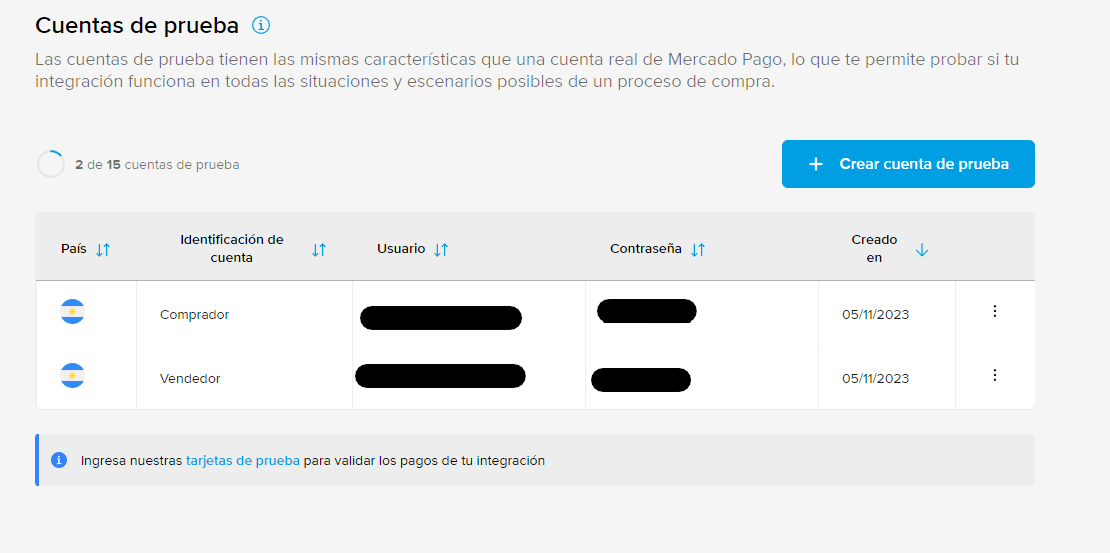 Cuentas de prueba
Las cuentas de prueba tienen las mismas características que una cuenta real de Mercado Pago, lo que te permite probar si tu
integración funciona en todas las situaciones y escenarios posibles de un proceso de compra.
2 de 15 cuentas de prueba
+ Crear cuenta de prueba
País
Identificación de
cuenta
Usuario
Contraseña
Creado
en
Comprador
05/11/2023
Vendedor
05/11/2023
Ingresa nuestras tarjetas de prueba para validar los pagos de tu integración